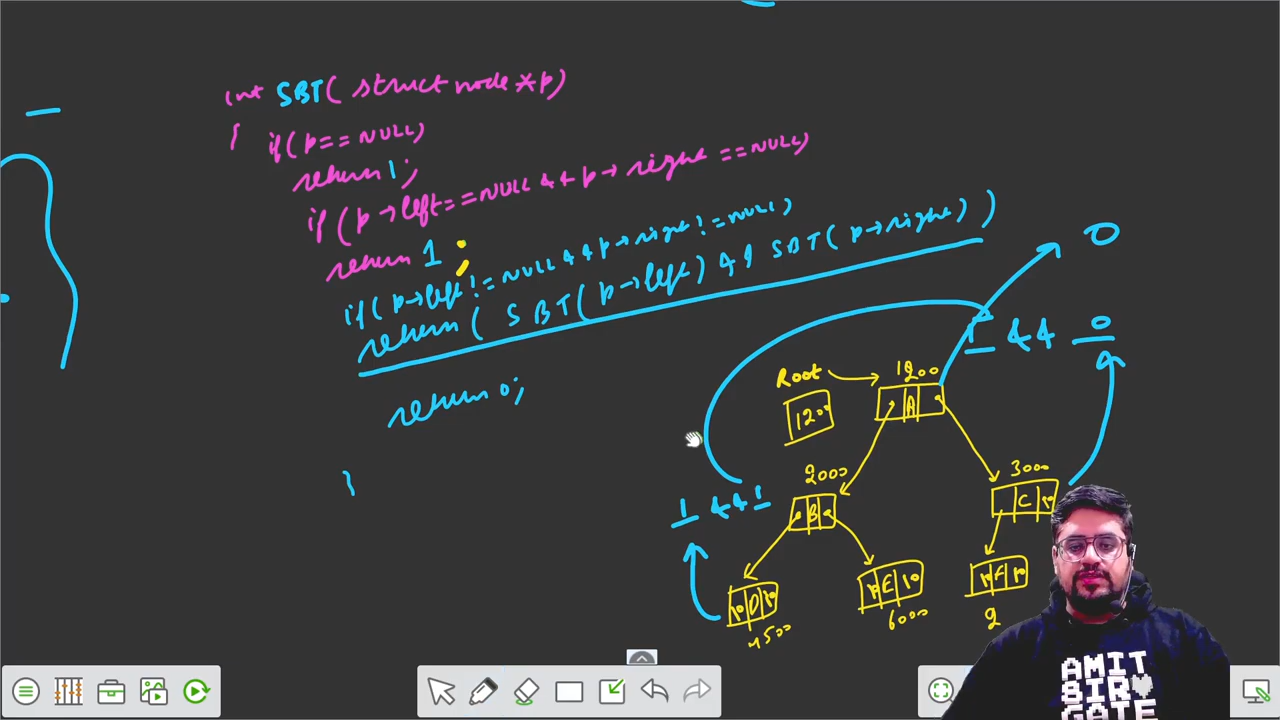 int SBT( struct node *p)
{ if(p== NULL)
return 1;
if( p→left==NULL && p→right ==NULL)
return 1 ;
if( p→left!=NULL && p→right!=NULL)
return( SBT( p→left) && SBT( p→right) )
return 0;
}
0
1 && 0
Root
1200
1200
A
2000
3000
1 && 1
B
C
D
E
F
4500
6000
AMIT
BIR
GATE